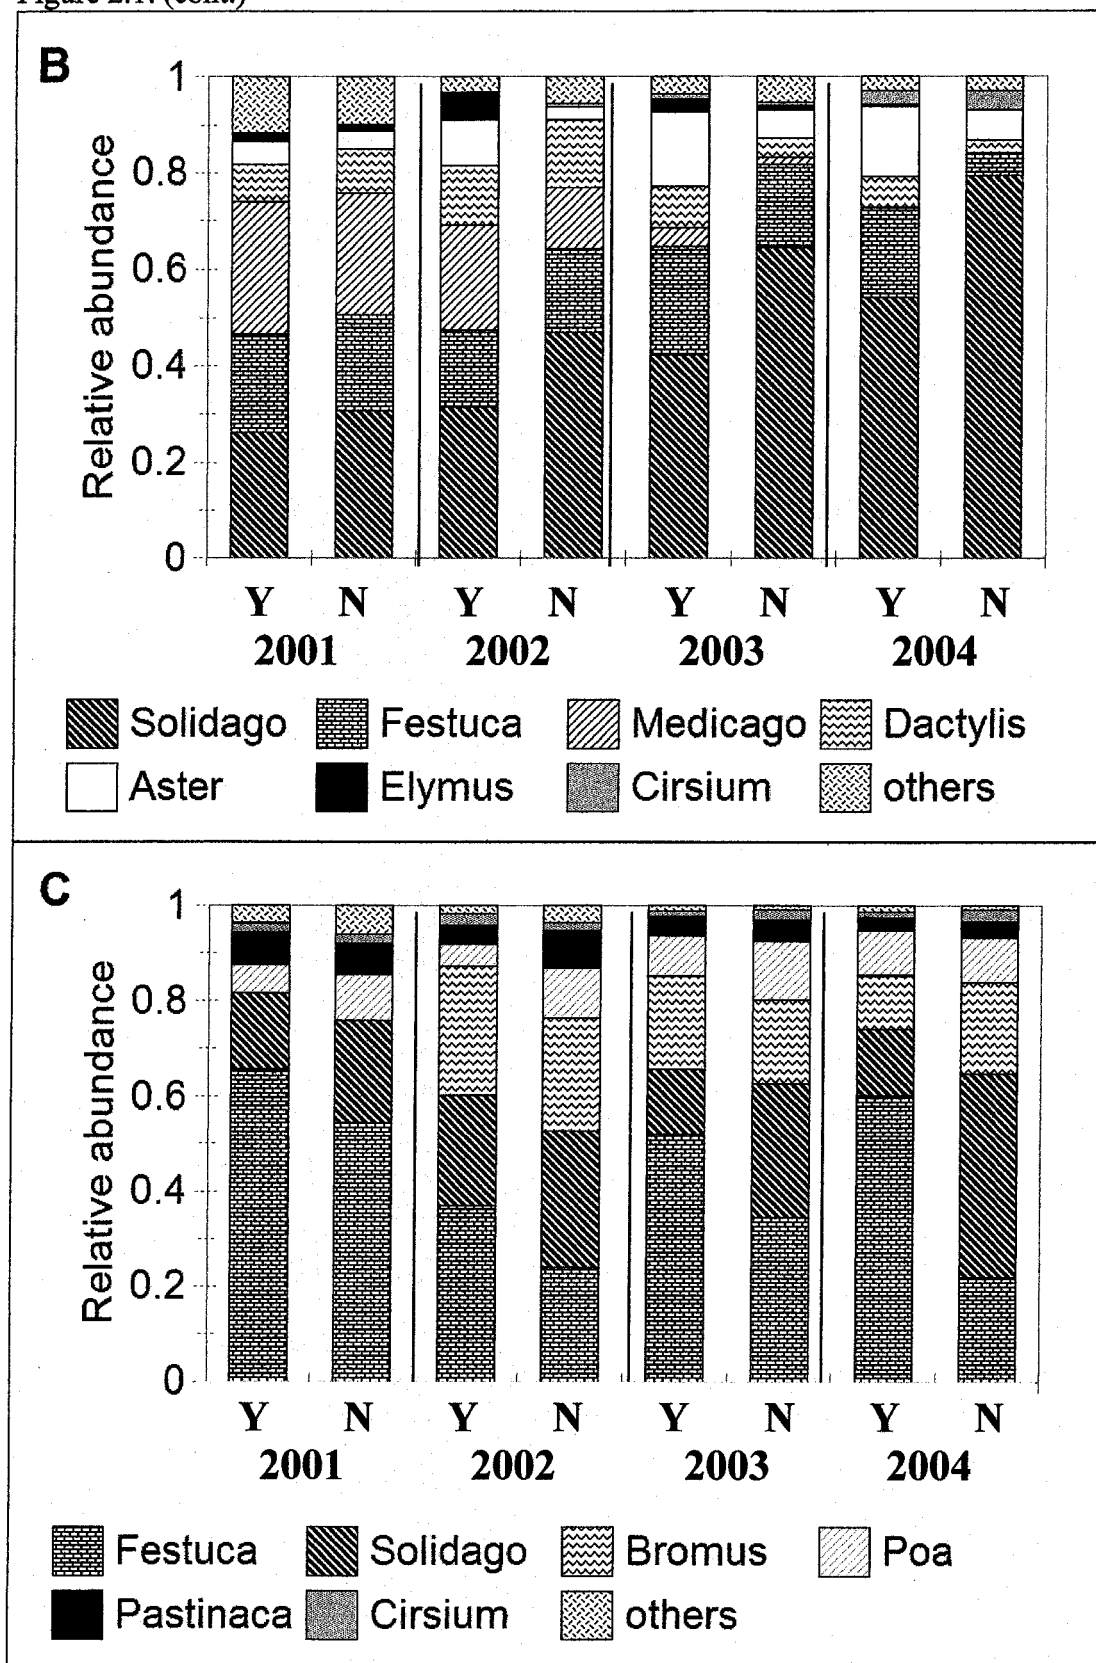 Figure 2.1. (cont.)
B
Relative abundance
1
0.8
0.6
0.4
0.2
0
Y N Y N Y N Y N
2001 2002 2003 2004
Solidago Festuca Medicago Dactylis
Aster Elymus Cirsium others
C
Relative abundance
1
0.8
0.6
0.4
0.2
0
Y N Y N Y N Y N
2001 2002 2003 2004
Festuca Solidago Bromus Poa
Pastinaca Cirsium others